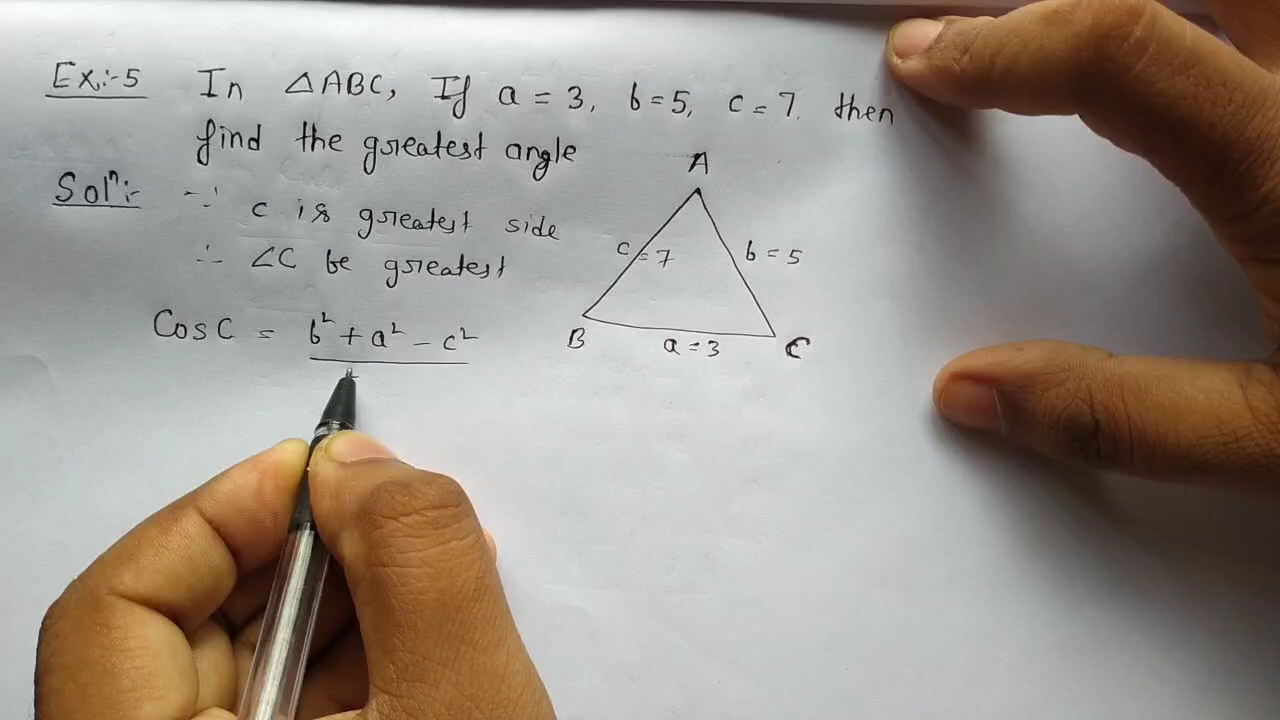 Ex:-5 In △ABC, If a = 3, b = 5, c = 7. then
find the greatest angle
Solⁿ:- ∵ c is greatest side
∴ ∠C be greatest
Cos C = b² + a² - c²
A
c = 7
b = 5
B
a = 3
C